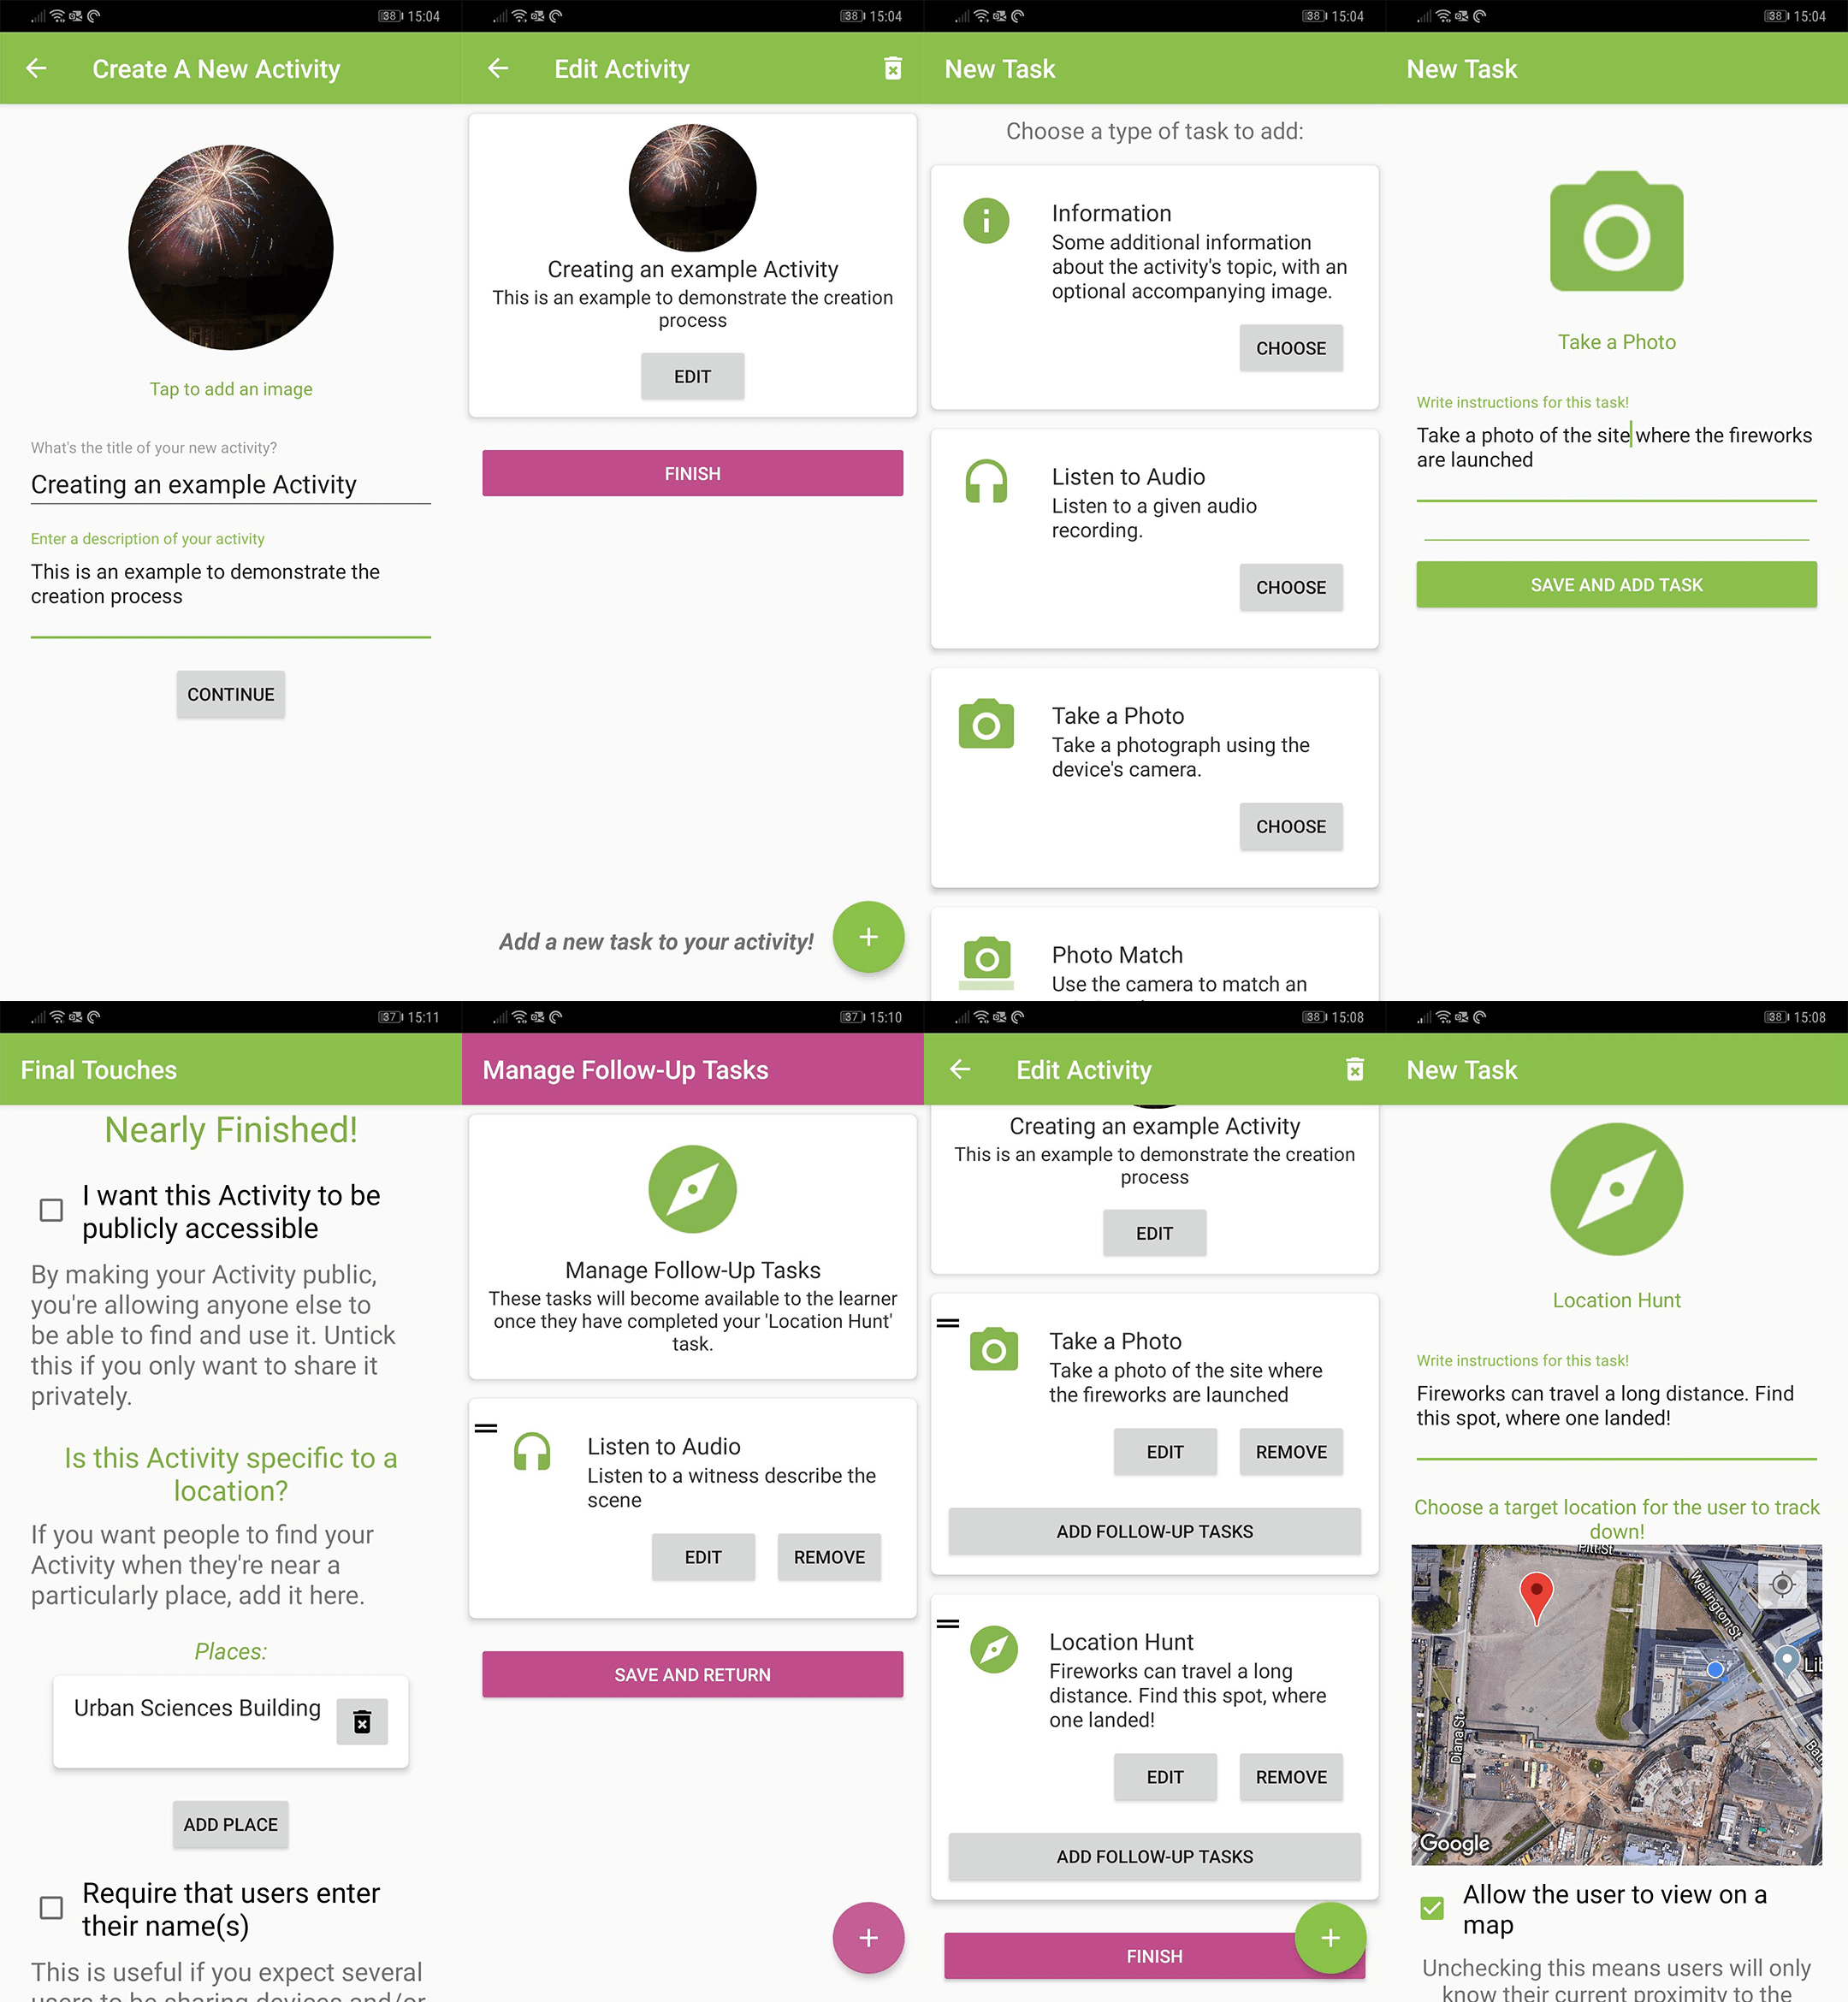 38 15:04
Create A New Activity
Tap to add an image
What's the title of your new activity?
Creating an example Activity
Enter a description of your activity
This is an example to demonstrate the
creation process
CONTINUE
38 15:04
Edit Activity
Creating an example Activity
This is an example to demonstrate the creation
process
EDIT
FINISH
Add a new task to your activity!
38 15:04
New Task
Choose a type of task to add:
Information
Some additional information
about the activity's topic, with an
optional accompanying image.
CHOOSE
Listen to Audio
Listen to a given audio
recording.
CHOOSE
Take a Photo
Take a photograph using the
device's camera.
CHOOSE
Photo Match
Use the camera to match an
38 15:04
New Task
Take a Photo
Write instructions for this task!
Take a photo of the site where the fireworks
are launched
SAVE AND ADD TASK
37 15:11
Final Touches
Nearly Finished!
I want this Activity to be
publicly accessible
By making your Activity public,
you're allowing anyone else to
be able to find and use it. Untick
this if you only want to share it
privately.
Is this Activity specific to a
location?
If you want people to find your
Activity when they're near a
particularly place, add it here.
Places:
Urban Sciences Building
ADD PLACE
Require that users enter
their name(s)
This is useful if you expect several
users to be sharing devices and/or
37 15:10
Manage Follow-Up Tasks
Manage Follow-Up Tasks
These tasks will become available to the learner
once they have completed your 'Location Hunt'
task.
Listen to Audio
Listen to a witness describe the
scene
EDIT REMOVE
SAVE AND RETURN
38 15:08
Edit Activity
Creating an example Activity
This is an example to demonstrate the creation
process
EDIT
Take a Photo
Take a photo of the site where
the fireworks are launched
EDIT REMOVE
ADD FOLLOW-UP TASKS
Location Hunt
Fireworks can travel a long
distance. Find this spot, where
one landed!
EDIT REMOVE
ADD FOLLOW-UP TASKS
FINISH
38 15:08
New Task
Location Hunt
Write instructions for this task!
Fireworks can travel a long distance. Find
this spot, where one landed!
Choose a target location for the user to track
down!
Pitt St
Wellington St
Diana St
Google
Allow the user to view on a
map
Unchecking this means users will only
know their current proximity to the